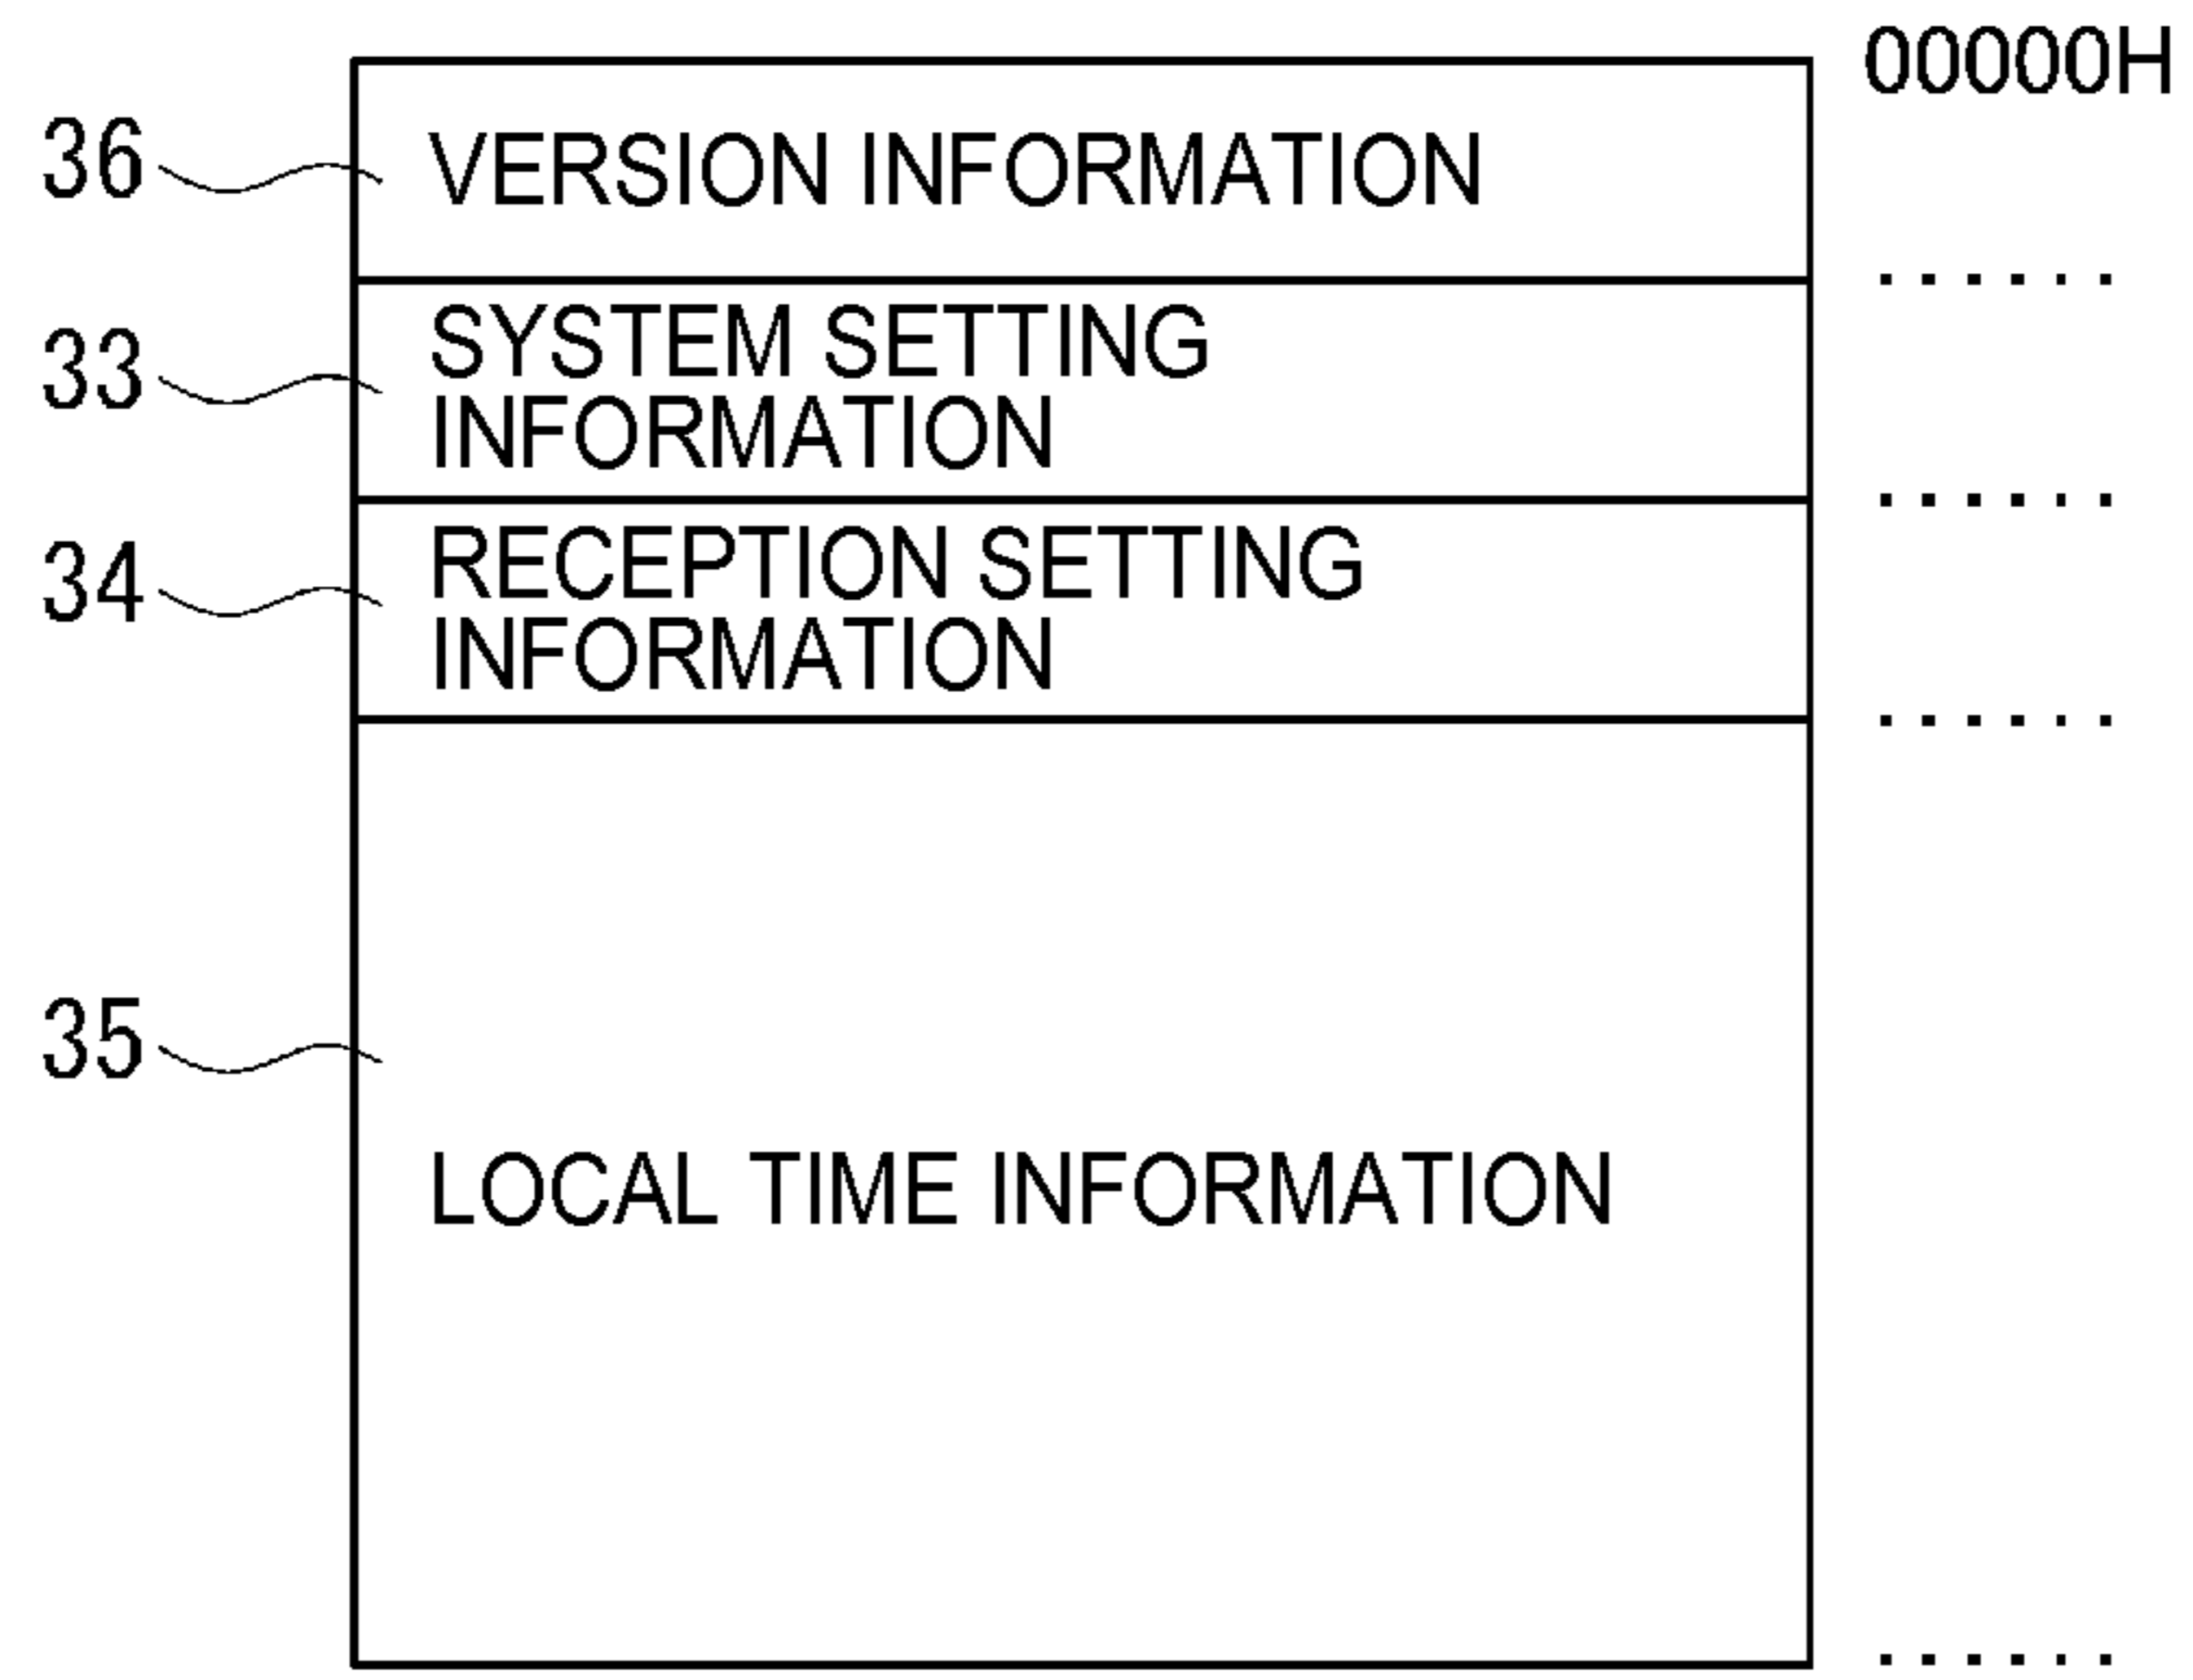 00000H
36 VERSION INFORMATION
......
33 SYSTEM SETTING
INFORMATION
......
34 RECEPTION SETTING
INFORMATION
......
35
LOCAL TIME INFORMATION
......